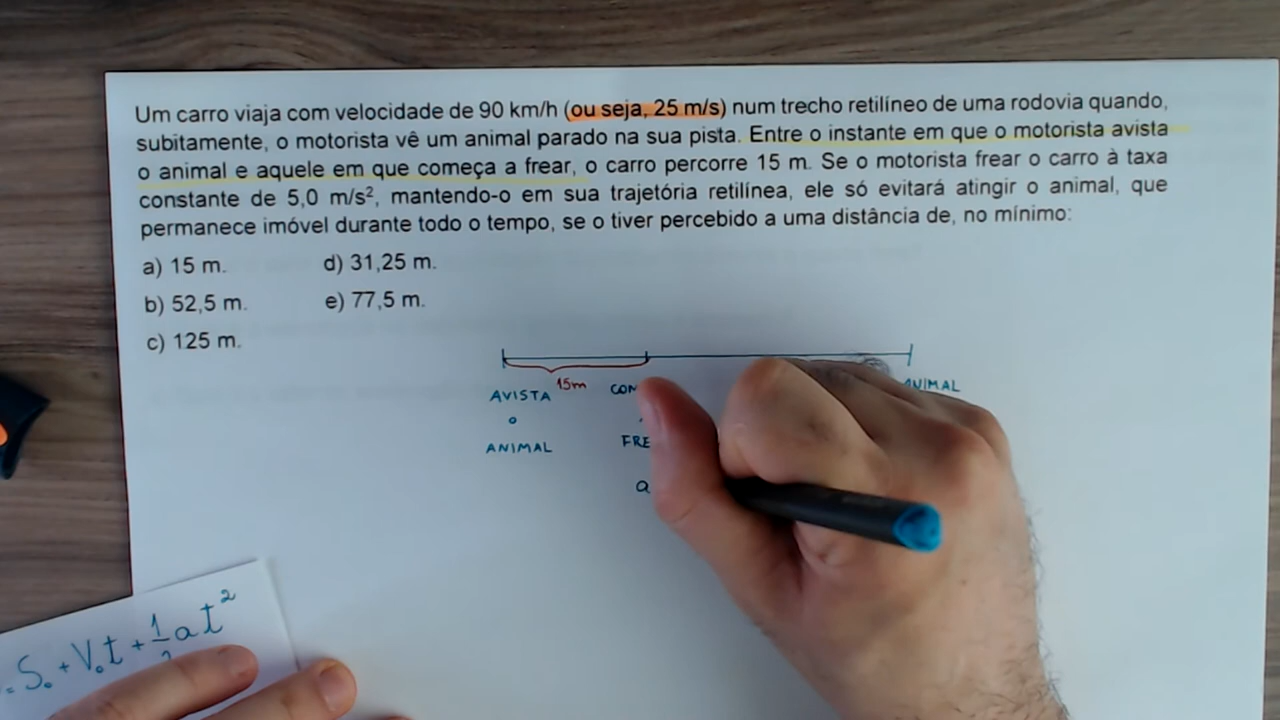 Um carro viaja com velocidade de 90 km/h (ou seja, 25 m/s) num trecho retilíneo de uma rodovia quando,
subitamente, o motorista vê um animal parado na sua pista. Entre o instante em que o motorista avista
o animal e aquele em que começa a frear, o carro percorre 15 m. Se o motorista frear o carro à taxa
constante de 5,0 m/s², mantendo-o em sua trajetória retilínea, ele só evitará atingir o animal, que
permanece imóvel durante todo o tempo, se o tiver percebido a uma distância de, no mínimo:
a) 15 m. d) 31,25 m.
b) 52,5 m. e) 77,5 m.
c) 125 m.
15m
AVISTA COM ANIMAL
O
ANIMAL FRE
a
S₀ + V₀t + 1/2 at²